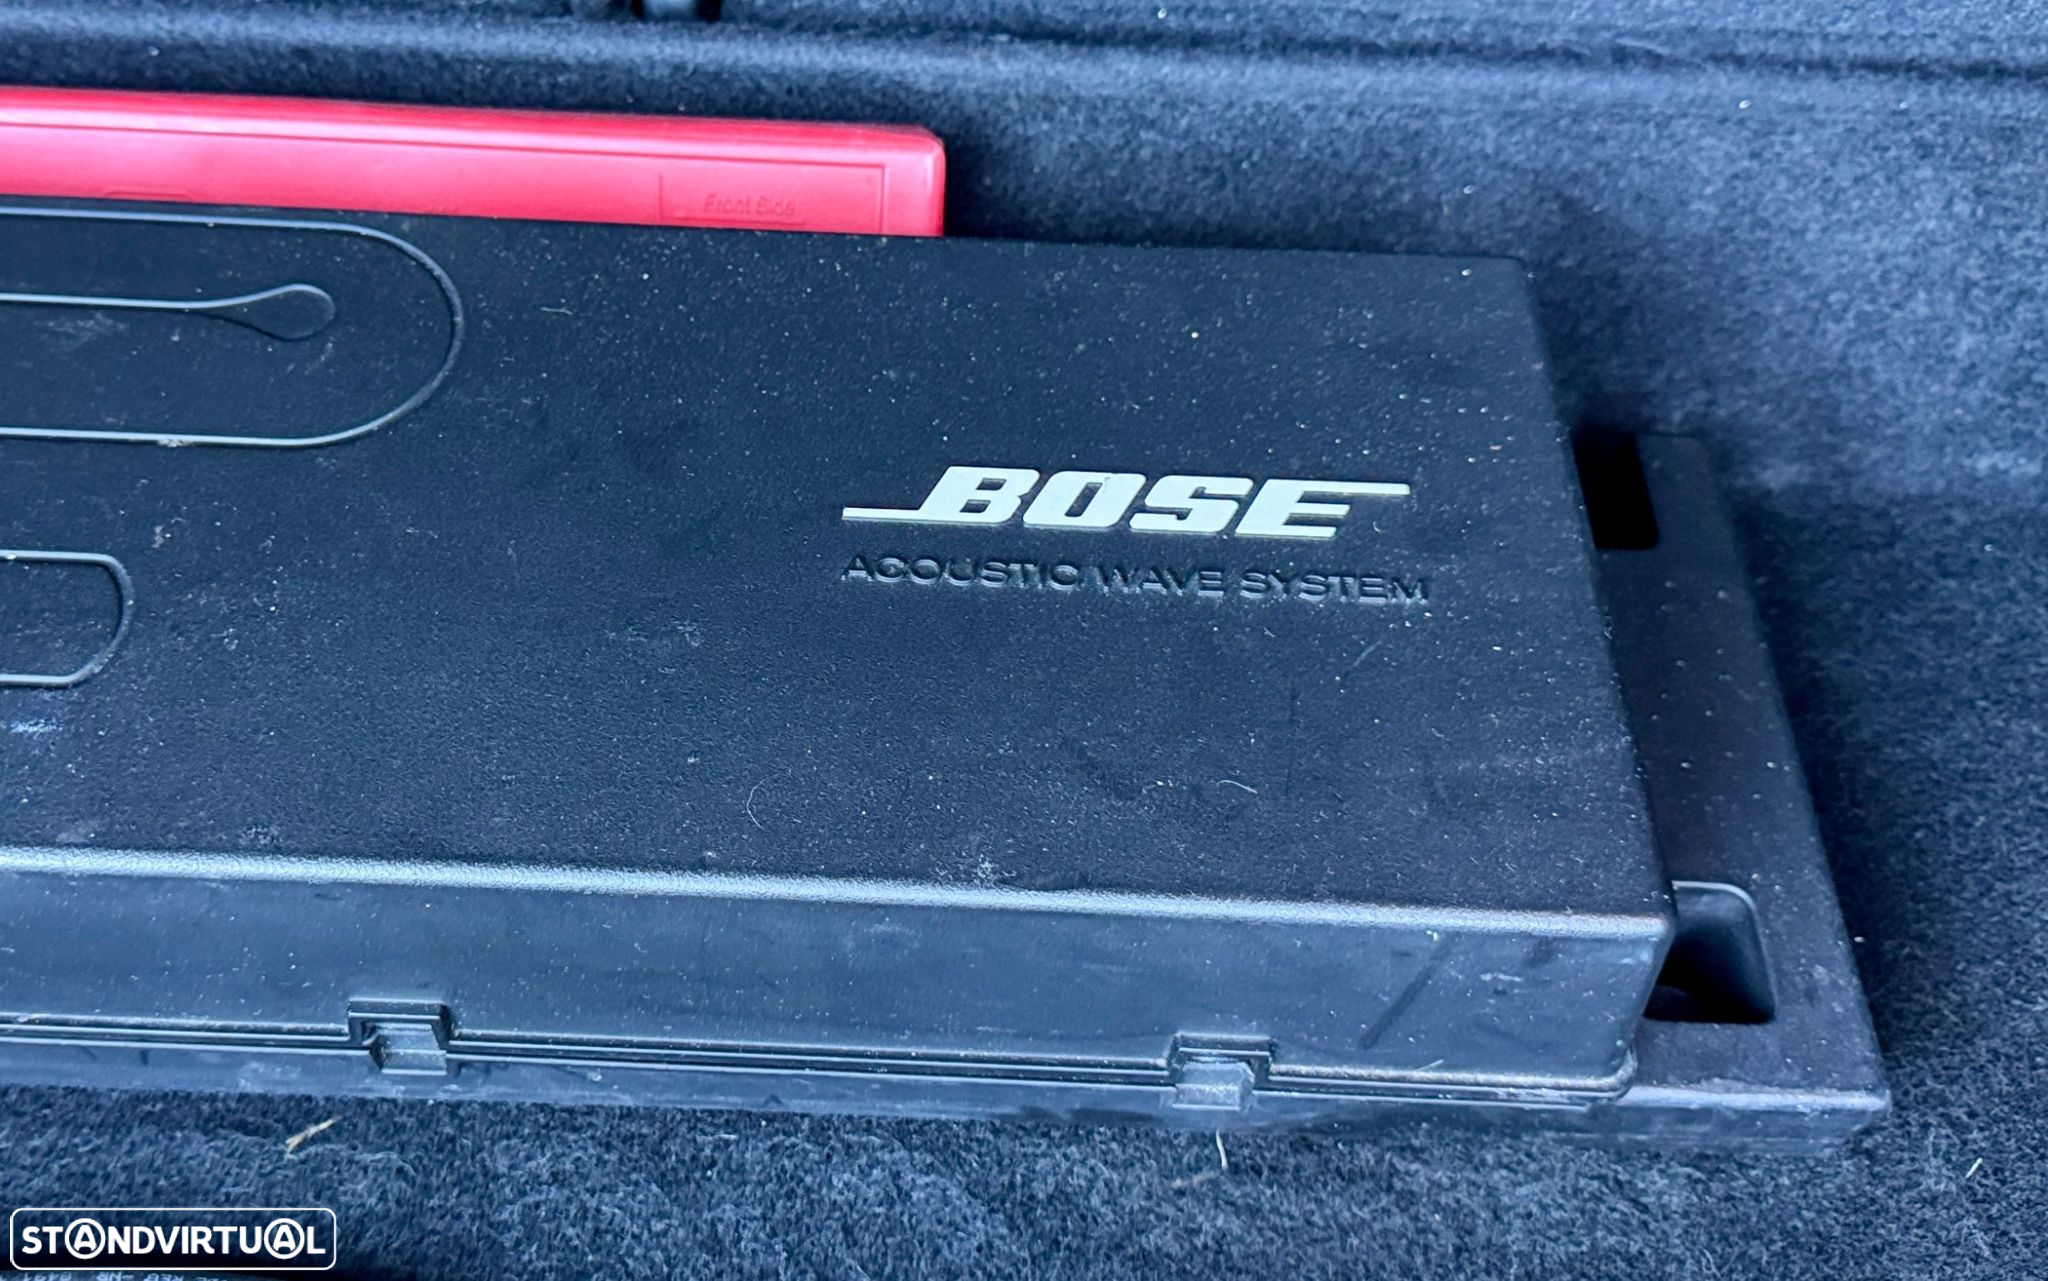 Front Side
BOSE
ACOUSTIC WAVE SYSTEM
STANDVIRTUAL